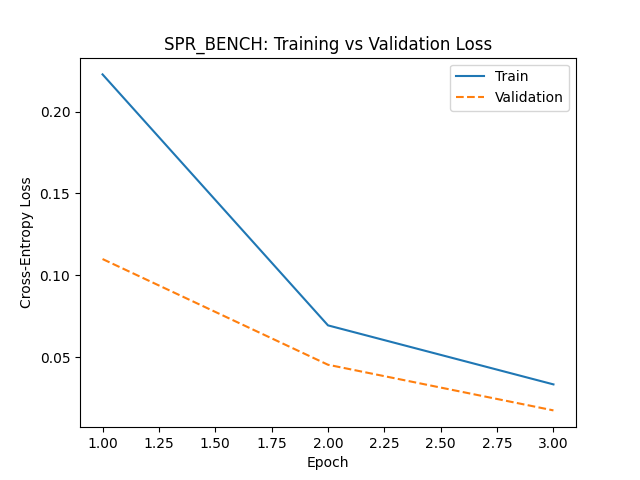 SPR_BENCH: Training vs Validation Loss
Train
Validation
Cross-Entropy Loss
0.20
0.15
0.10
0.05
1.00 1.25 1.50 1.75 2.00 2.25 2.50 2.75 3.00
Epoch